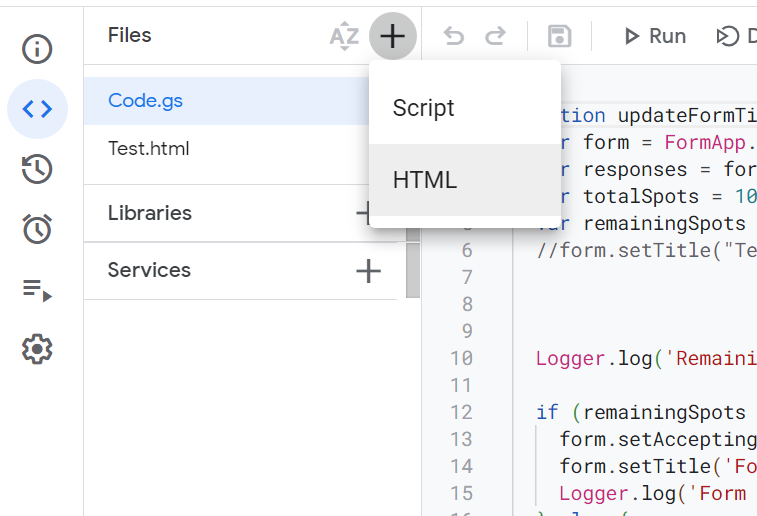 Files
AZ
Run
D
Code.gs
Test.html
Libraries
Services
Script
HTML
tion updateFormTi
r form = FormApp.
r responses = for
r totalSpots = 10
var remainingSpots
6 //form.setTitle("Te
7
8
9
10 Logger.log('Remaini
11
12 if (remainingSpots
13 form.setAccepting
14 form.setTitle('Fo
15 Logger.log('Form